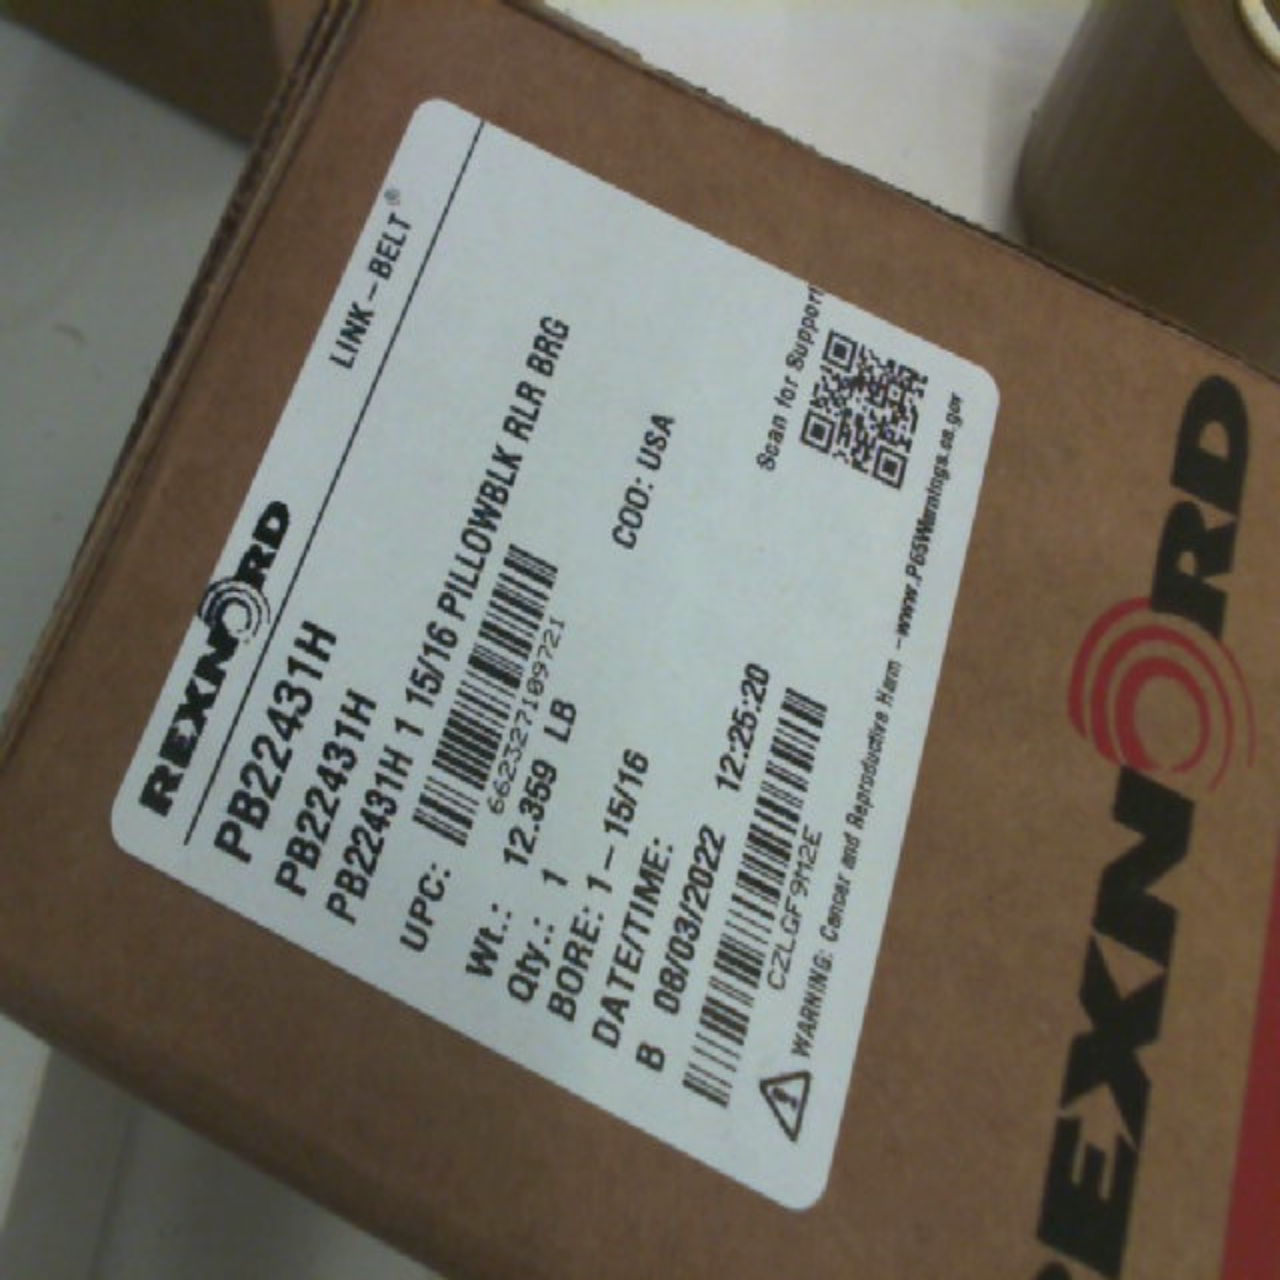 REXNORD LINK-BELT®
PB22431H
PB22431H
PB22431H 1 15/16 PILLOWBLK RLR BRG
UPC:
662327109721
Wt.: 12.359 LB
Qty.: 1 COO: USA
BORE: 1-15/16
DATE/TIME:
B 08/03/2022 12:25:20
Scan for Support
CZLGF9M2E
WARNING: Cancer and Reproductive Harm -www.P65Warnings.ca.gov
REXNORD